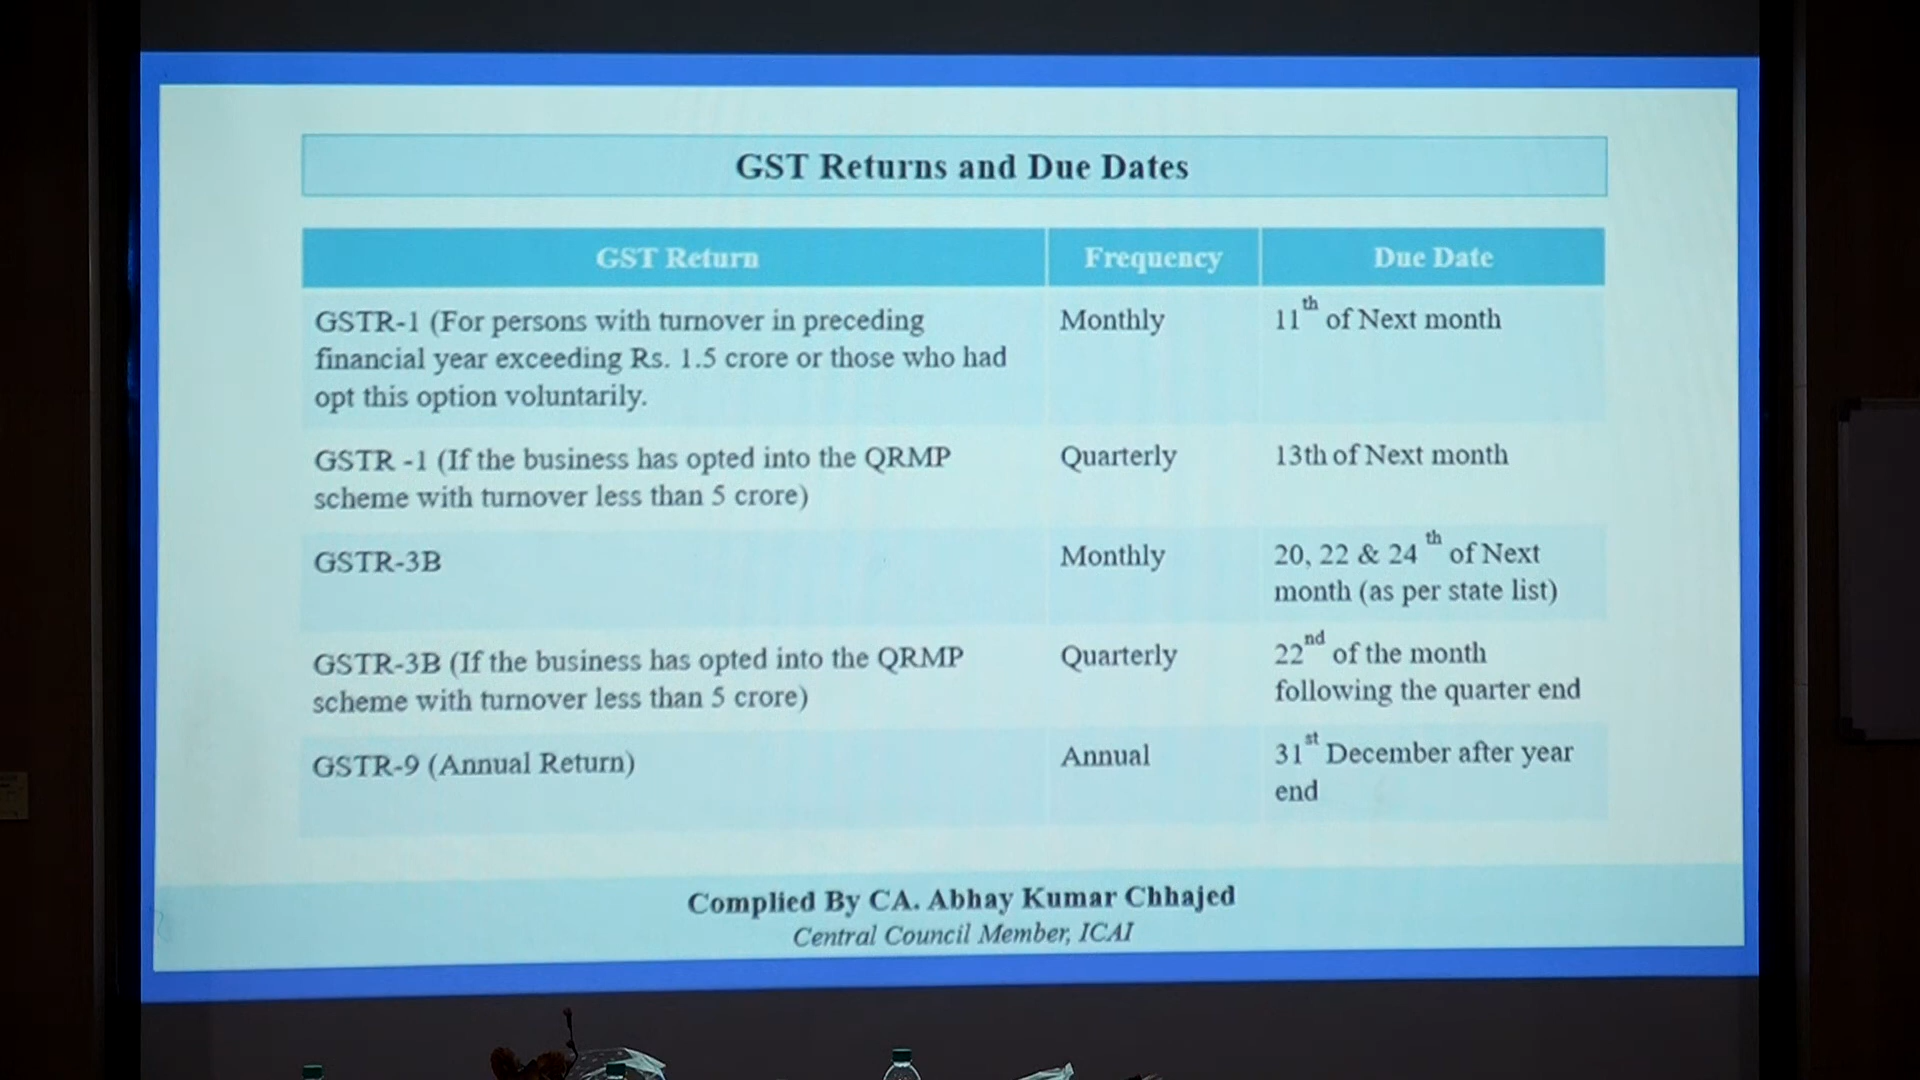 GST Returns and Due Dates
GST Return Frequency Due Date
GSTR-1 (For persons with turnover in preceding
financial year exceeding Rs. 1.5 crore or those who had
opt this option voluntarily.
Monthly
11th of Next month
GSTR -1 (If the business has opted into the QRMP
scheme with turnover less than 5 crore)
Quarterly
13th of Next month
GSTR-3B
Monthly
20, 22 & 24 th of Next
month (as per state list)
GSTR-3B (If the business has opted into the QRMP
scheme with turnover less than 5 crore)
Quarterly
22nd of the month
following the quarter end
GSTR-9 (Annual Return)
Annual
31st December after year
end
Complied By CA. Abhay Kumar Chhajed
Central Council Member, ICAI